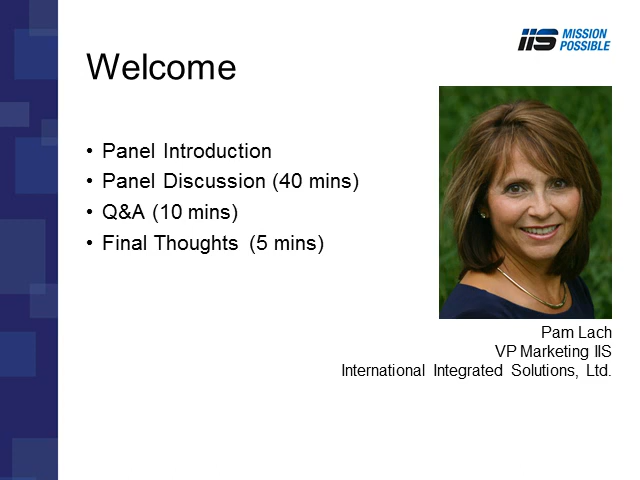 IIS MISSION
POSSIBLE
Welcome
• Panel Introduction
• Panel Discussion (40 mins)
• Q&A (10 mins)
• Final Thoughts (5 mins)
Pam Lach
VP Marketing IIS
International Integrated Solutions, Ltd.